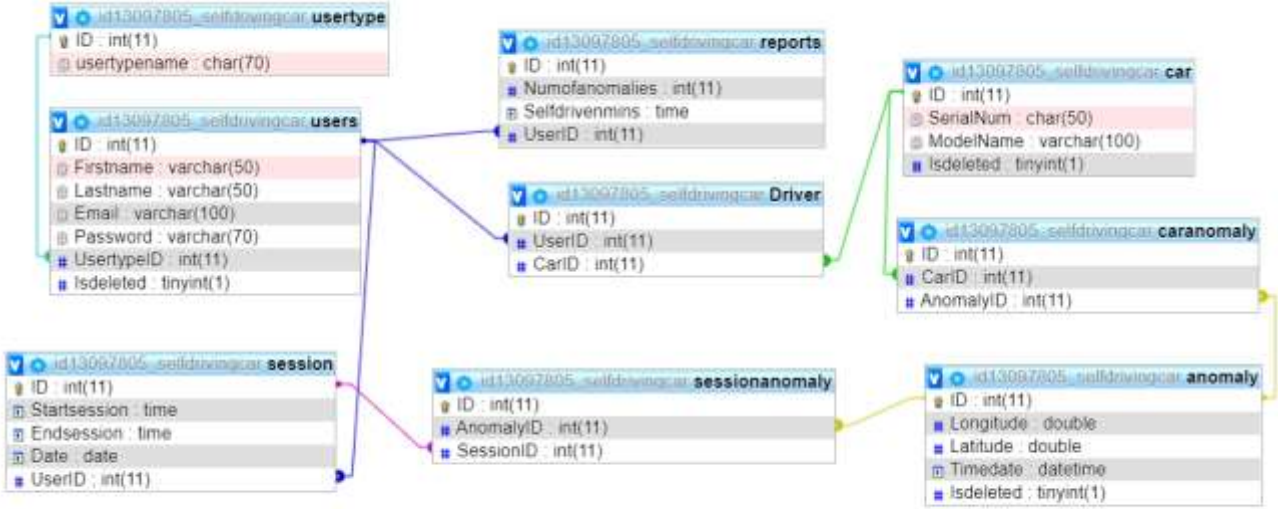 id13097805_selfdrivingcar usertype
ID : int(11)
usertypename : char(70)
id13097805_selfdrivingcar users
ID : int(11)
Firstname : varchar(50)
Lastname : varchar(50)
Email : varchar(100)
Password : varchar(70)
UsertypeID : int(11)
Isdeleted : tinyint(1)
id13097805_selfdrivingcar reports
ID : int(11)
Numofanomalies : int(11)
Selfdrivenmins : time
UserID : int(11)
id13097805_selfdrivingcar car
ID : int(11)
SerialNum : char(50)
ModelName : varchar(100)
Isdeleted : tinyint(1)
id13097805_selfdrivingcar Driver
ID : int(11)
UserID : int(11)
CarID : int(11)
id13097805_selfdrivingcar caranomaly
ID : int(11)
CarID : int(11)
AnomalyID : int(11)
id13097805_selfdrivingcar session
ID : int(11)
Startsession : time
Endsession : time
Date : date
UserID : int(11)
id13097805_selfdrivingcar sessionanomaly
ID : int(11)
AnomalyID : int(11)
SessionID : int(11)
id13097805_selfdrivingcar anomaly
ID : int(11)
Longitude : double
Latitude : double
Timedate : datetime
Isdeleted : tinyint(1)